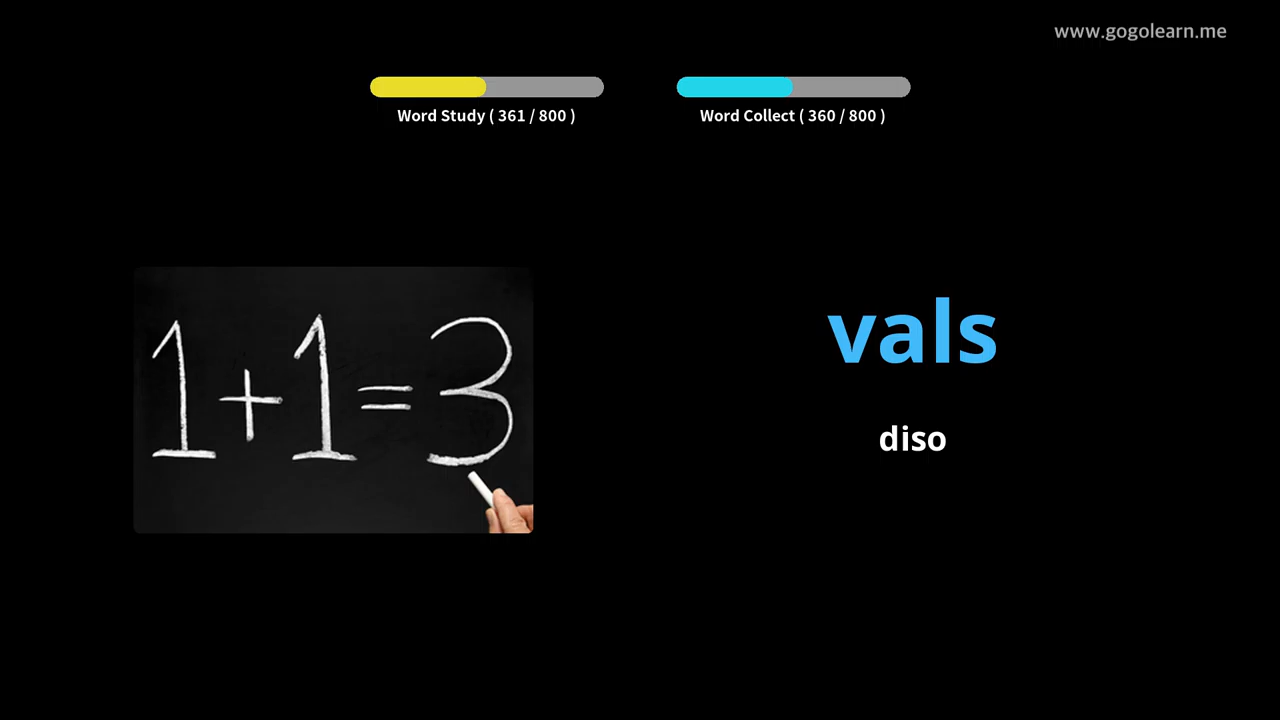 www.gogolearn.me
Word Study ( 361 / 800 )
Word Collect ( 360 / 800 )
1+1=3
vals
diso